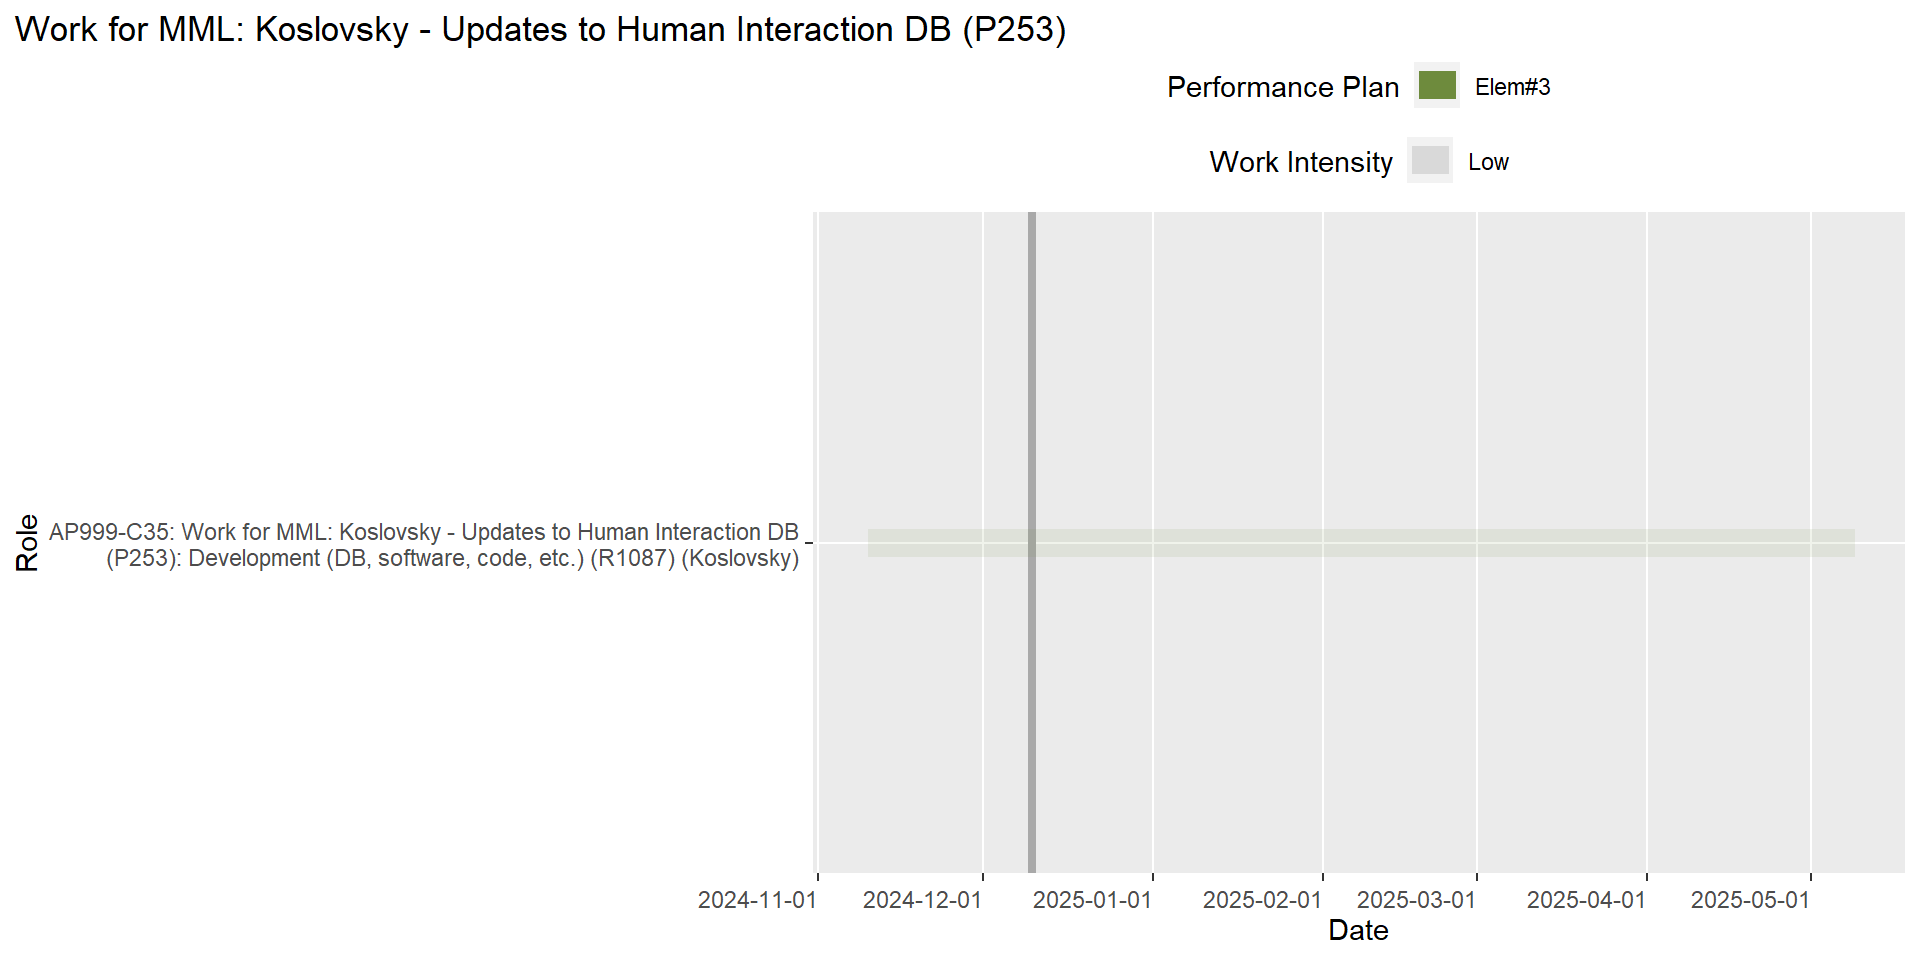 Work for MML: Koslovsky - Updates to Human Interaction DB (P253)
Performance Plan
Elem#3
Work Intensity
Low
Role
AP999-C35: Work for MML: Koslovsky - Updates to Human Interaction DB
(P253): Development (DB, software, code, etc.) (R1087) (Koslovsky)
2024-11-01
2024-12-01
2025-01-01
2025-02-01
2025-03-01
2025-04-01
2025-05-01
Date